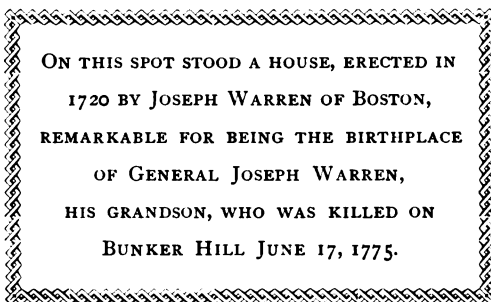 On this spot stood a house, erected in
1720 by Joseph Warren of Boston,
remarkable for being the birthplace
of General Joseph Warren,
his grandson, who was killed on
Bunker Hill June 17, 1775.